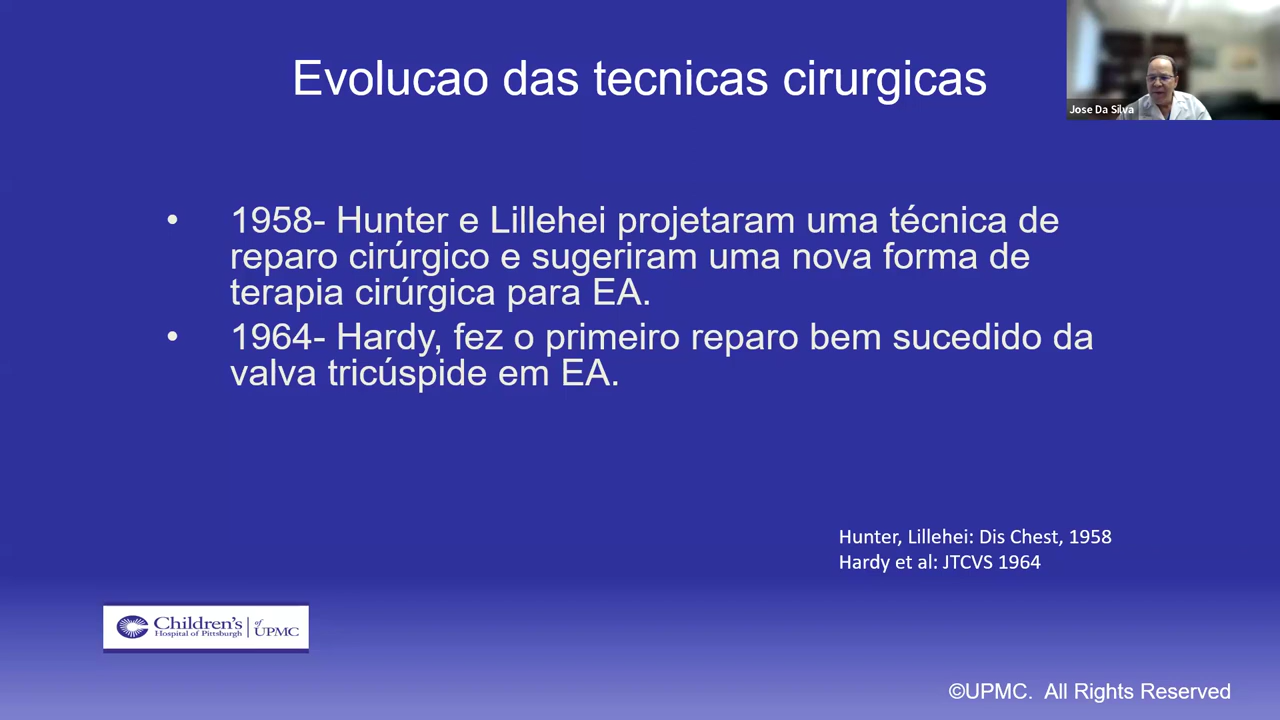 Evolucao das tecnicas cirurgicas
Jose Da Silva
• 1958- Hunter e Lillehei projetaram uma técnica de
reparo cirúrgico e sugeriram uma nova forma de
terapia cirúrgica para EA.
• 1964- Hardy, fez o primeiro reparo bem sucedido da
valva tricúspide em EA.
Hunter, Lillehei: Dis Chest, 1958
Hardy et al: JTCVS 1964
Children's
Hospital of Pittsburgh
of
UPMC
©UPMC. All Rights Reserved